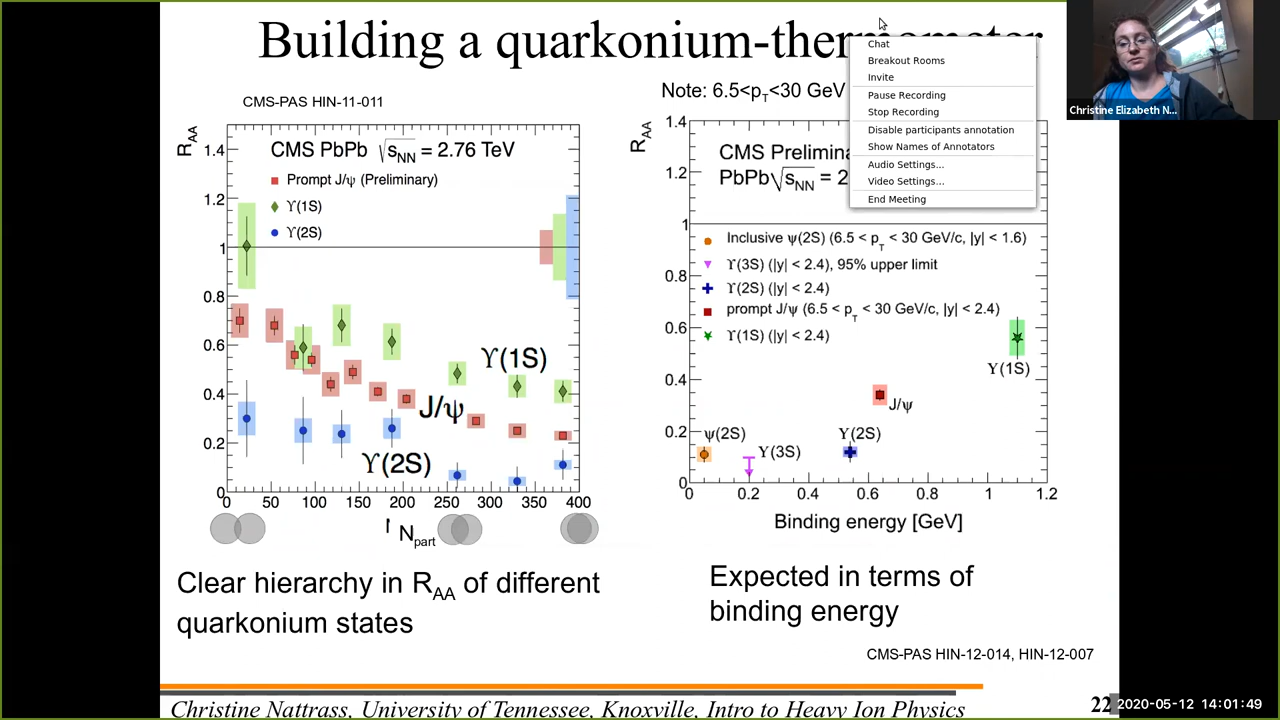 Building a quarkonium-thermometer
CMS-PAS HIN-11-011
Note: 6.5<pT<30 GeV
Chat
Breakout Rooms
Invite
Pause Recording
Stop Recording
Disable participants annotation
Show Names of Annotators
Audio Settings...
Video Settings...
End Meeting
Christine Elizabeth N...
RAA
1.4
1.2
1
0.8
0.6
0.4
0.2
0
CMS PbPb √sNN = 2.76 TeV
Prompt J/ψ (Preliminary)
ϒ(1S)
ϒ(2S)
ϒ(1S)
J/ψ
ϒ(2S)
0 50 100 150 200 250 300 350 400
Npart
RAA
1.4
1.2
1
0.8
0.6
0.4
0.2
0
CMS
PbPb √sNN = 2
Inclusive ψ(2S) (6.5 < pT < 30 GeV/c, |y| < 1.6)
ϒ(3S) (|y| < 2.4), 95% upper limit
ϒ(2S) (|y| < 2.4)
prompt J/ψ (6.5 < pT < 30 GeV/c, |y| < 2.4)
ϒ(1S) (|y| < 2.4)
ϒ(1S)
J/ψ
ψ(2S)
ϒ(3S)
ϒ(2S)
0 0.2 0.4 0.6 0.8 1 1.2
Binding energy [GeV]
Clear hierarchy in RAA of different
quarkonium states
Expected in terms of
binding energy
CMS-PAS HIN-12-014, HIN-12-007
Christine Nattrass, University of Tennessee, Knoxville, Intro to Heavy Ion Physics
22
2020-05-12 14:01:49